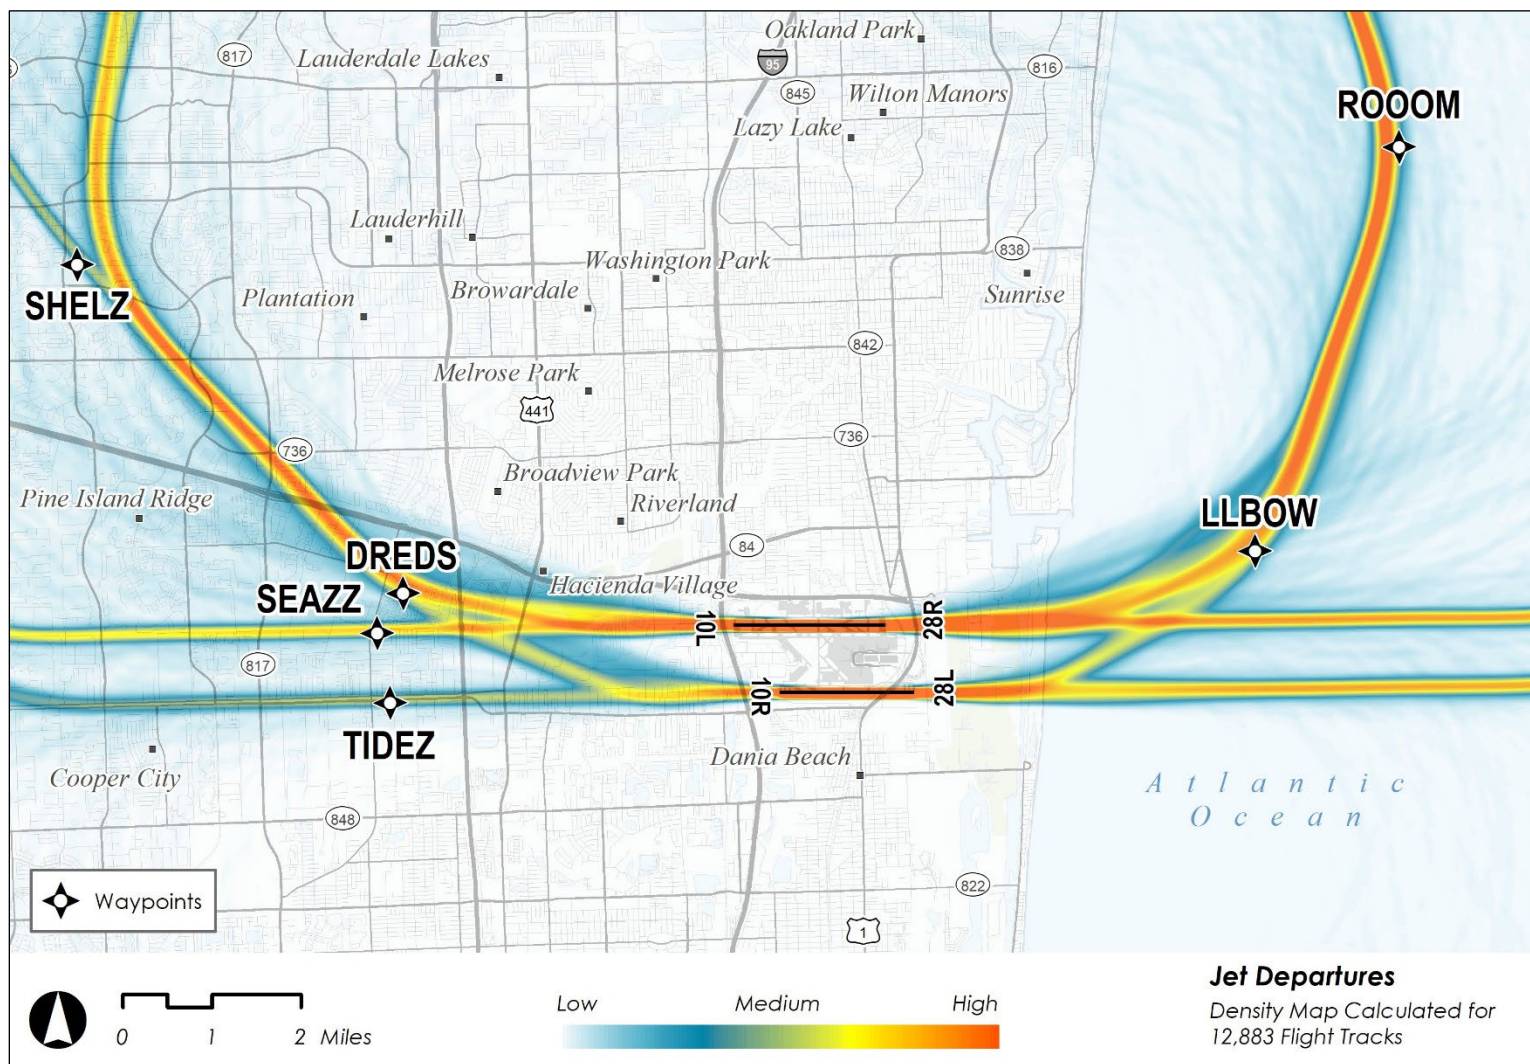 Oakland Park
817
Lauderdale Lakes
95
816
845
Wilton Manors
ROOOM
Lazy Lake
Lauderhill
838
Washington Park
SHELZ
Plantation
Browardale
Sunrise
842
Melrose Park
441
736
736
Broadview Park
Pine Island Ridge
Riverland
LLBOW
84
DREDS
Hacienda Village
SEAZZ
10L
28R
817
10R
28L
TIDEZ
Dania Beach
Cooper City
Atlantic
Ocean
848
822
Waypoints
1
Jet Departures
Low Medium High
Density Map Calculated for
12,883 Flight Tracks
0 1 2 Miles